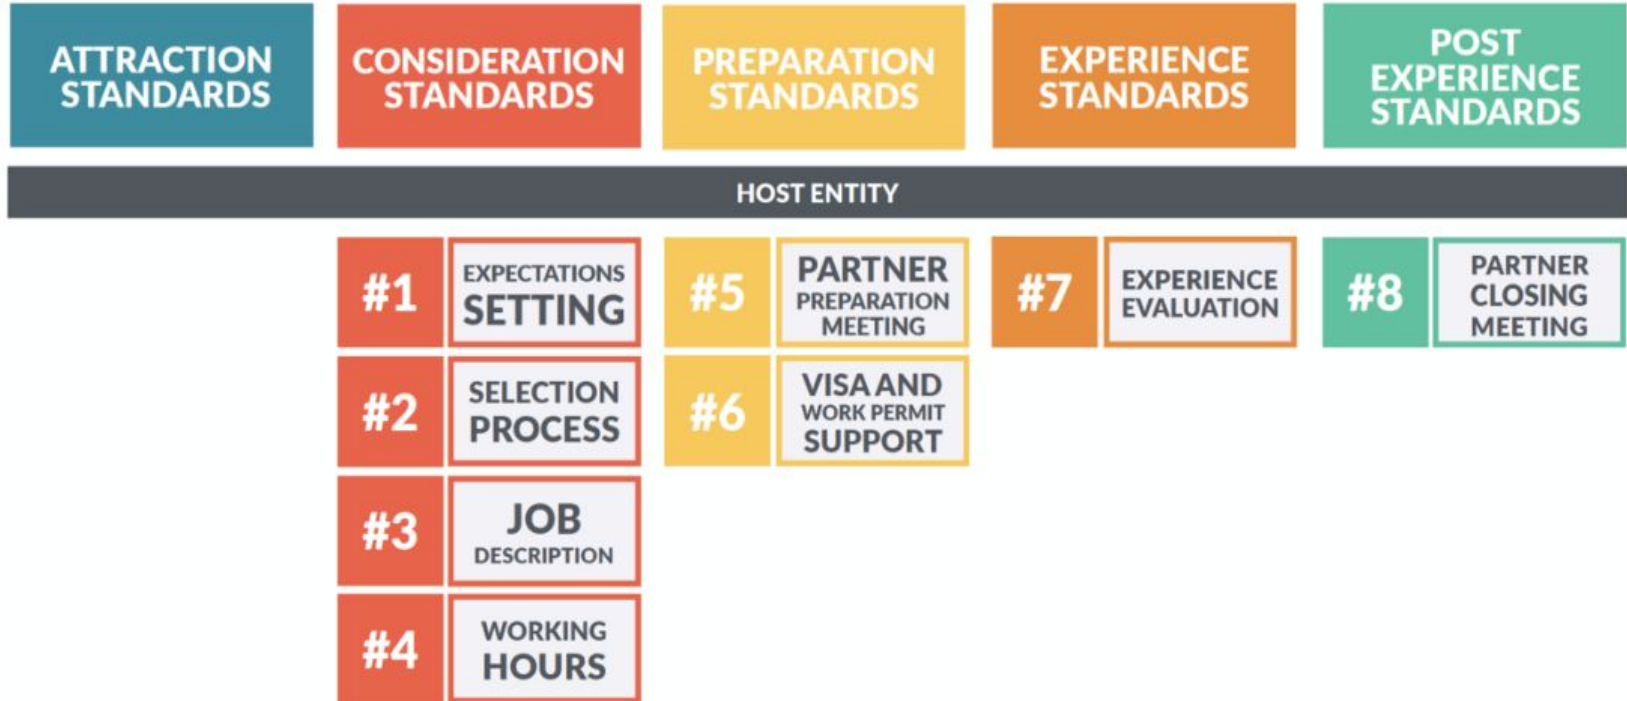 ATTRACTION
STANDARDS
CONSIDERATION
STANDARDS
PREPARATION
STANDARDS
EXPERIENCE
STANDARDS
POST
EXPERIENCE
STANDARDS
HOST ENTITY
#1
EXPECTATIONS
SETTING
#2
SELECTION
PROCESS
#3
JOB
DESCRIPTION
#4
WORKING
HOURS
#5
PARTNER
PREPARATION
MEETING
#6
VISA AND
WORK PERMIT
SUPPORT
#7
EXPERIENCE
EVALUATION
#8
PARTNER
CLOSING
MEETING